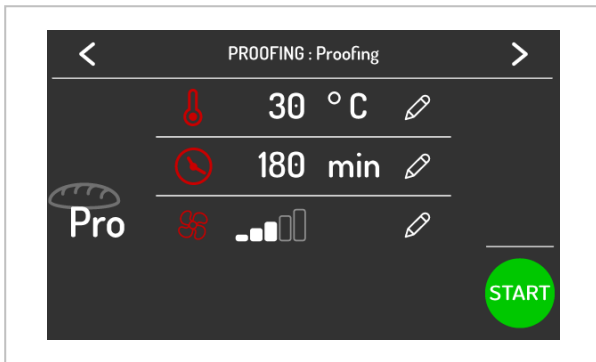 PROOFING : Proofing
30 °C
180 min
Pro
START